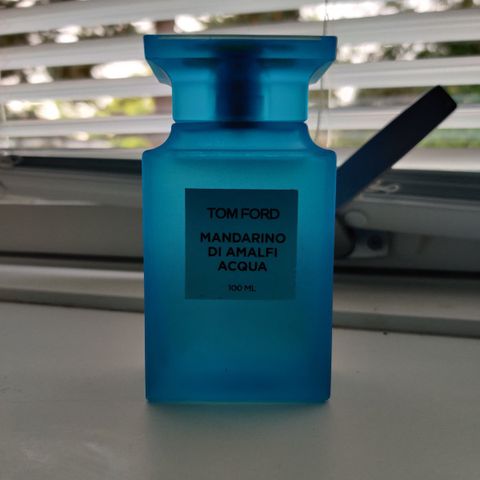 TOM FORD
MANDARINO
DI AMALFI
ACQUA
100 ML